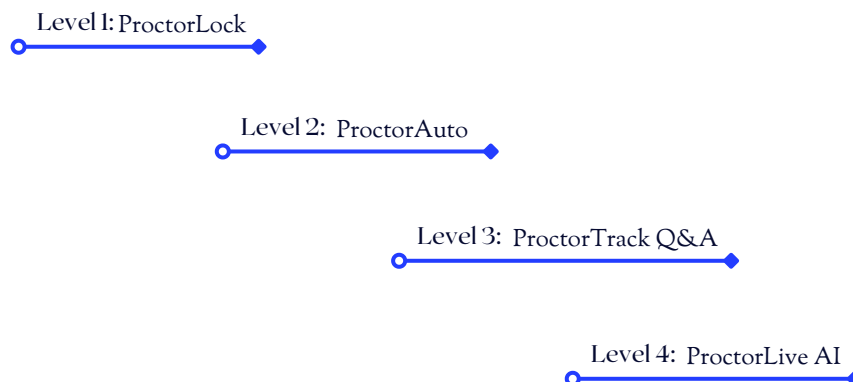 Level 1: ProctorLock
Level 2: ProctorAuto
Level 3: ProctorTrack Q&A
Level 4: ProctorLive AI